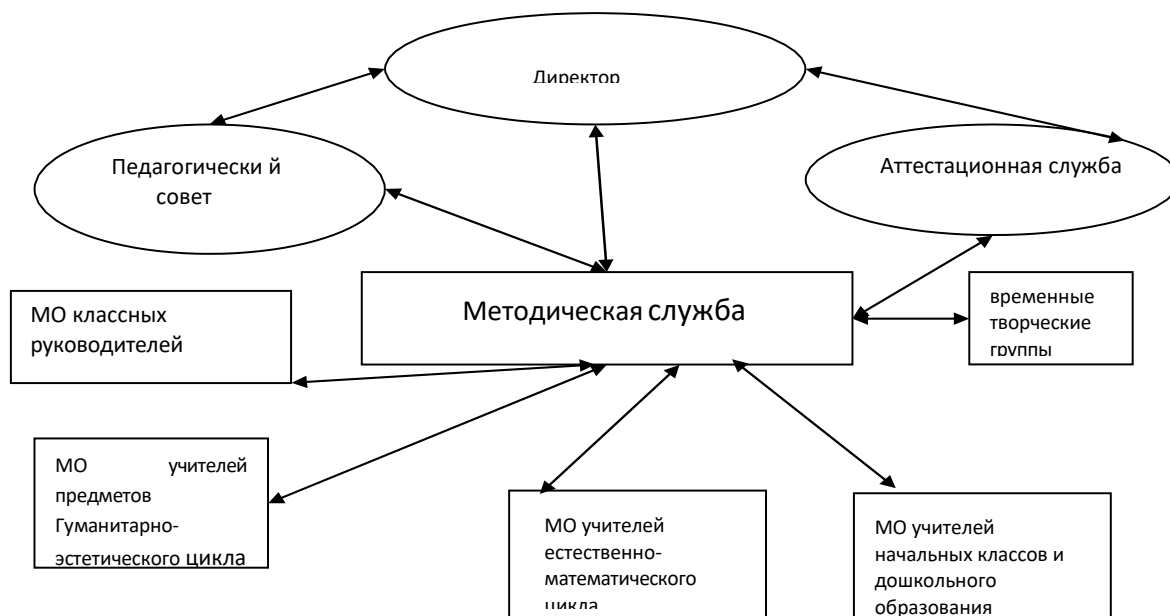 Директор
Педагогически й
совет
Аттестационная служба
Методическая служба
МО классных
руководителей
временные
творческие
группы
МО учителей
предметов
Гуманитарно-
эстетического цикла
МО учителей
естественно-
математического
цикла
МО учителей
начальных классов и
дошкольного
образования